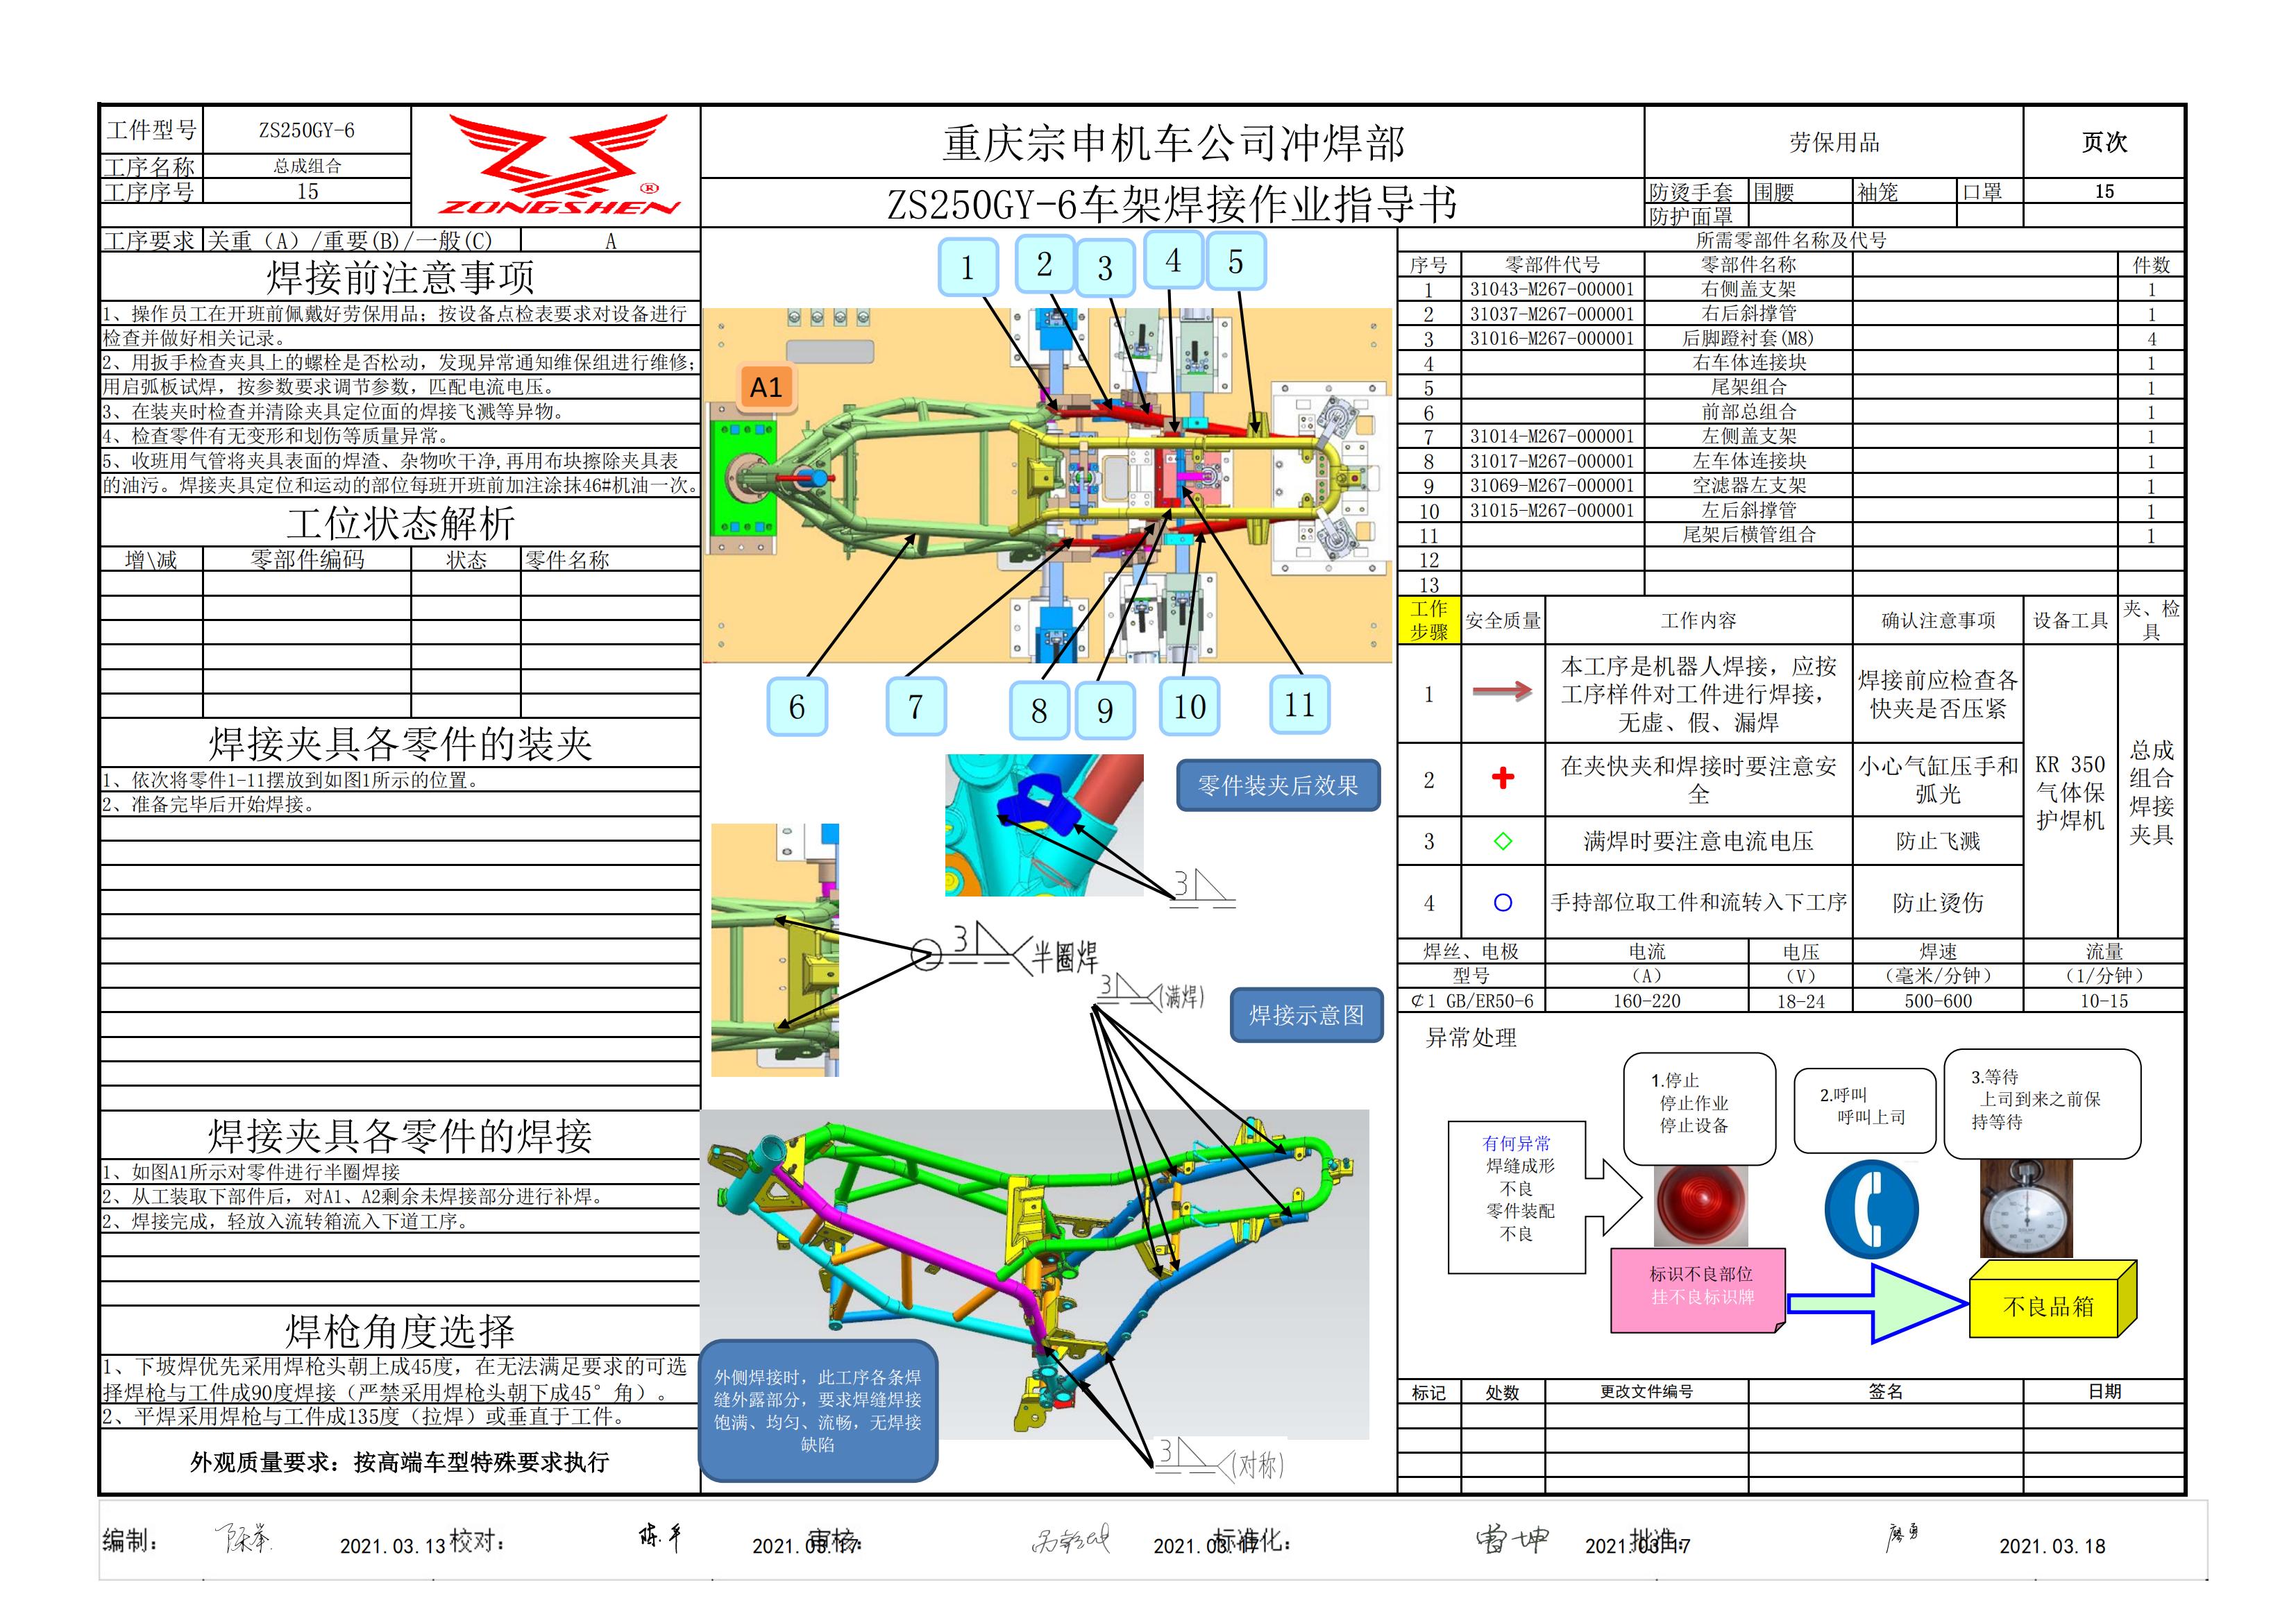 工件型号 ZS250GY-6
工序名称 总成组合
工序序号 15
ZONGSHEN ®
重庆宗申机车公司冲焊部
ZS250GY-6车架焊接作业指导书
劳保用品 页次
防烫手套 围腰 袖笼 口罩 15
防护面罩
工序要求 关重（A）/重要(B)/一般(C) A
焊接前注意事项
1、操作员工在开班前佩戴好劳保用品；按设备点检表要求对设备进行
检查并做好相关记录。
2、用扳手检查夹具上的螺栓是否松动，发现异常通知维保组进行维修；
用启弧板试焊，按参数要求调节参数，匹配电流电压。
3、在装夹时检查并清除夹具定位面的焊接飞溅等异物。
4、检查零件有无变形和划伤等质量异常。
5、收班用气管将夹具表面的焊渣、杂物吹干净,再用布块擦除夹具表
的油污。焊接夹具定位和运动的部位每班开班前加注涂抹46#机油一次。
工位状态解析
增\减 零部件编码 状态 零件名称
焊接夹具各零件的装夹
1、依次将零件1-11摆放到如图1所示的位置。
2、准备完毕后开始焊接。
焊接夹具各零件的焊接
1、如图A1所示对零件进行半圈焊接
2、从工装取下部件后，对A1、A2剩余未焊接部分进行补焊。
2、焊接完成，轻放入流转箱流入下道工序。
焊枪角度选择
1、下坡焊优先采用焊枪头朝上成45度，在无法满足要求的可选
择焊枪与工件成90度焊接（严禁采用焊枪头朝下成45°角）。
2、平焊采用焊枪与工件成135度（拉焊）或垂直于工件。
外观质量要求：按高端车型特殊要求执行
1 2 3 4 5
A1
6 7 8 9 10 11
零件装夹后效果
3
3 半圈焊
3 (满焊)
焊接示意图
外侧焊接时，此工序各条焊
缝外露部分，要求焊缝焊接
饱满、均匀、流畅，无焊接
缺陷
3 (对称)
所需零部件名称及代号
序号 零部件代号 零部件名称 件数
1 31043-M267-000001 右侧盖支架 1
2 31037-M267-000001 右后斜撑管 1
3 31016-M267-000001 后脚蹬衬套(M8) 4
4 右车体连接块 1
5 尾架组合 1
6 前部总组合 1
7 31014-M267-000001 左侧盖支架 1
8 31017-M267-000001 左车体连接块 1
9 31069-M267-000001 空滤器左支架 1
10 31015-M267-000001 左后斜撑管 1
11 尾架后横管组合 1
12
13
工作步骤 安全质量 工作内容 确认注意事项 设备工具 夹、检具
1 本工序是机器人焊接，应按工序样件对工件进行焊接，无虚、假、漏焊 焊接前应检查各快夹是否压紧
2 在夹快夹和焊接时要注意安全 小心气缸压手和弧光
3 满焊时要注意电流电压 防止飞溅
4 手持部位取工件和流转入下工序 防止烫伤
KR 350气体保护焊机
总成组合焊接夹具
焊丝、电极 电流 电压 焊速 流量
型号 （A） （V） （毫米/分钟） （l/分钟）
¢1 GB/ER50-6 160-220 18-24 500-600 10-15
异常处理
有何异常
焊缝成形
不良
零件装配
不良
1.停止
停止作业
停止设备
2.呼叫
呼叫上司
3.等待
上司到来之前保
持等待
标识不良部位
挂不良标识牌
不良品箱
标记 处数 更改文件编号 签名 日期
编制： 2021.03.13 校对： 2021.03.17 审核： 2021.03.17 标准化： 2021.03.17 批准： 2021.03.18